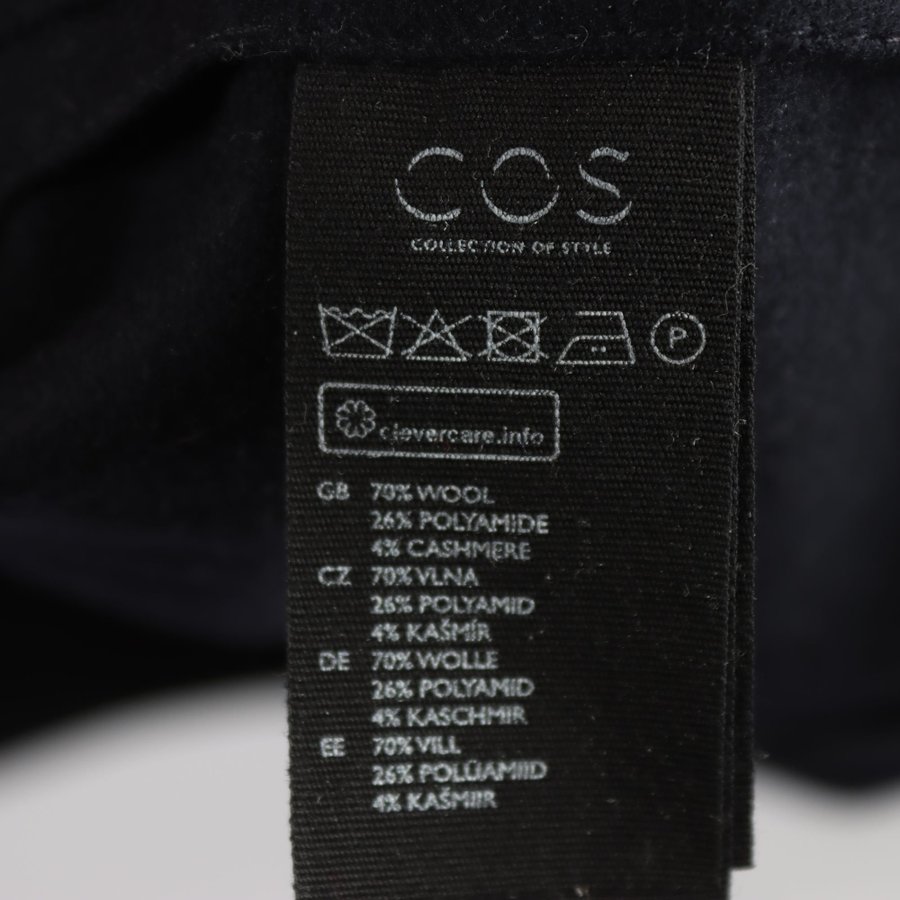 COS
COLLECTION OF STYLE
P
clevercare.info
GB 70% WOOL
26% POLYAMIDE
4% CASHMERE
CZ 70% VLNA
26% POLYAMID
4% KAŠMÍR
DE 70% WOLLE
26% POLYAMID
4% KASCHMIR
EE 70% VILL
26% POLÜAMIID
4% KAŠMIIR